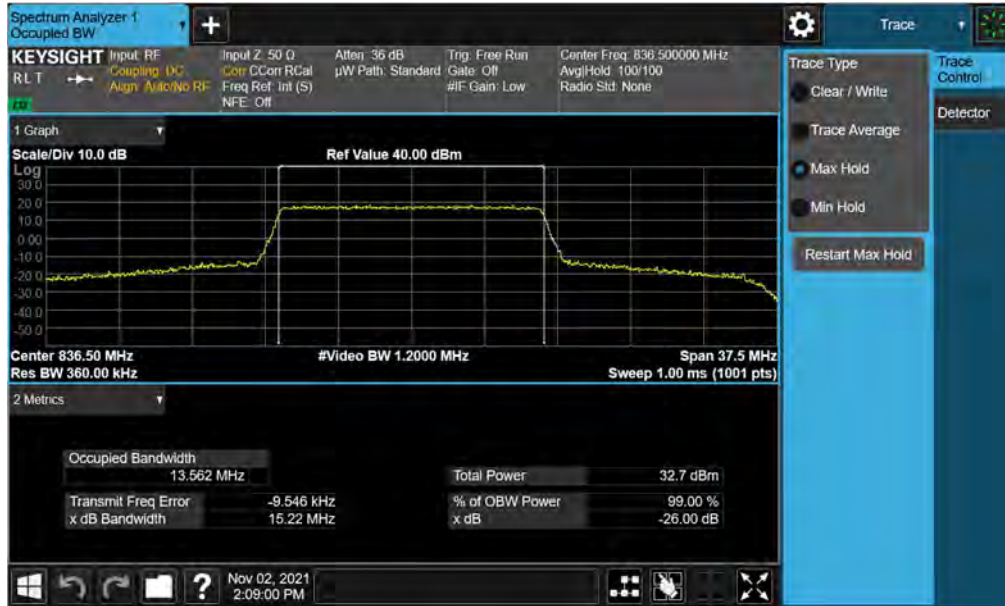 Spectrum Analyzer 1
Occupied BW
+
Trace
KEYSIGHT
RLT
Input: RF
Coupling: DC
Align: Auto/No RF
Input Z: 50 Ω
Corr CCorr RCal
Freq Ref: Int (S)
NFE: Off
Atten: 36 dB
µW Path: Standard
Trig: Free Run
Gate: Off
#IF Gain: Low
Center Freq: 836.500000 MHz
Avg|Hold: 100/100
Radio Std: None
1 Graph
Scale/Div 10.0 dB
Ref Value 40.00 dBm
Log
30.0
20.0
10.0
0.00
-10.0
-20.0
-30.0
-40.0
-50.0
Center 836.50 MHz
#Video BW 1.2000 MHz
Span 37.5 MHz
Res BW 360.00 kHz
Sweep 1.00 ms (1001 pts)
2 Metrics
Occupied Bandwidth
13.562 MHz
Transmit Freq Error -9.546 kHz
x dB Bandwidth 15.22 MHz
Total Power 32.7 dBm
% of OBW Power 99.00 %
x dB -26.00 dB
?
Nov 02, 2021
2:09:00 PM
Trace Type
Clear / Write
Trace Average
Max Hold
Min Hold
Restart Max Hold
Trace
Control
Detector